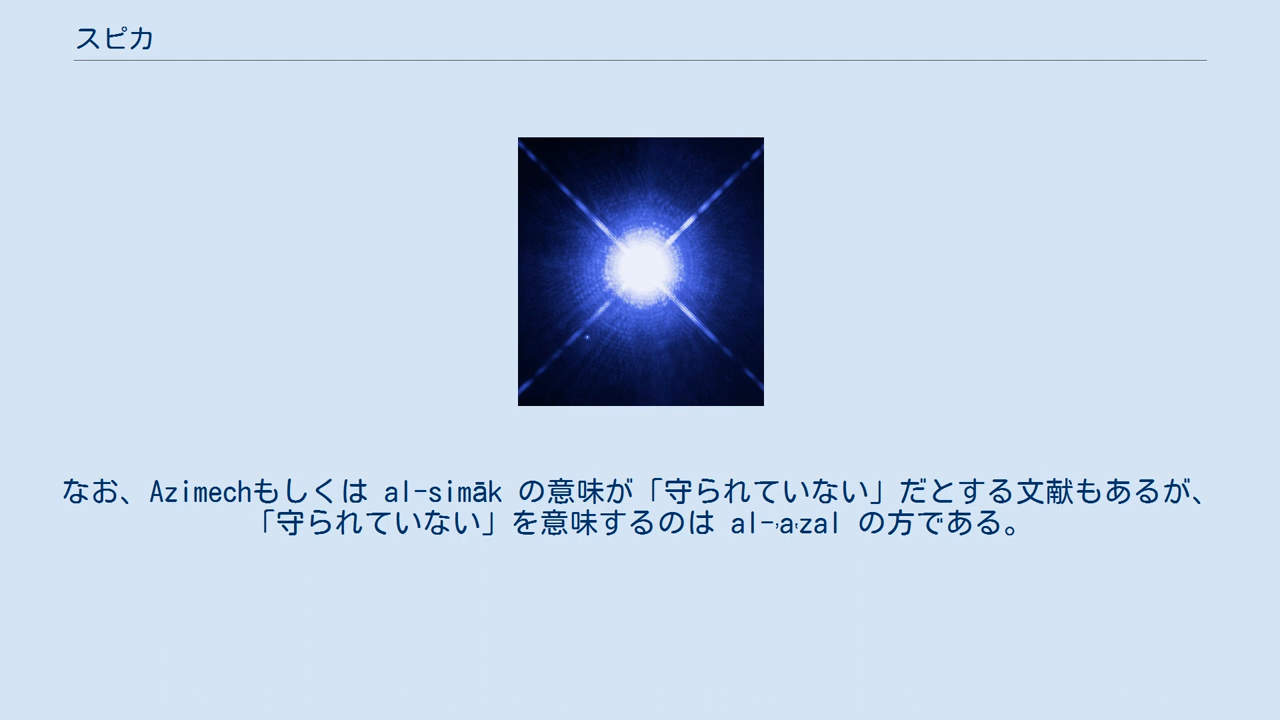 スピカ
なお、Azimechもしくは al-simāk の意味が「守られていない」だとする文献もあるが、
「守られていない」を意味するのは al-ʼaʿzal の方である。